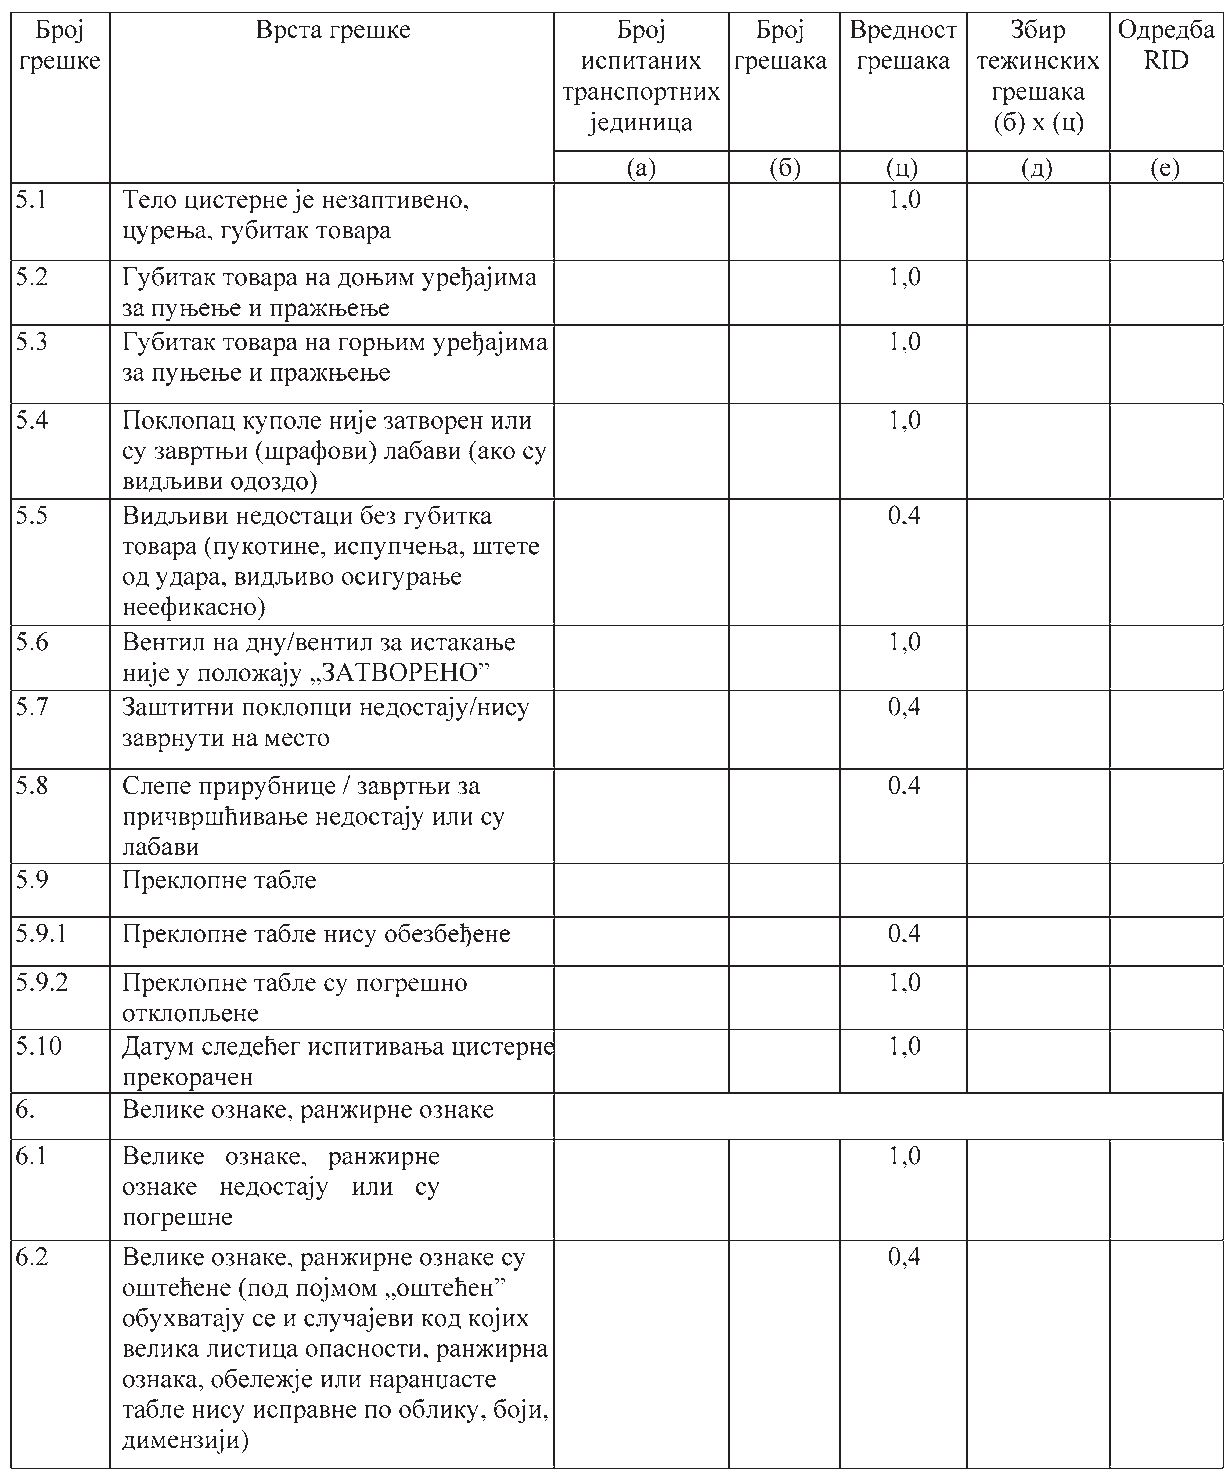 Број грешке
Врста грешке
Број испитаних транспортних јединица
Број грешака
Вредност грешака
Збир тежинских грешака (б) x (ц)
Одредба RID
(а)
(б)
(ц)
(д)
(е)
5.1
Тело цистерне је незаптивено,
цурења, губитак товара
1,0
5.2
Губитак товара на доњим уређајима
за пуњење и пражњење
1,0
5.3
Губитак товара на горњим уређајима
за пуњење и пражњење
1,0
5.4
Поклопац куполе није затворен или
су завртњи (шрафови) лабави (ако су
видљиви одоздо)
1,0
5.5
Видљиви недостаци без губитка
товара (пукотине, испупчења, штете
од удара, видљиво осигурање
неефикасно)
0,4
5.6
Вентил на дну/вентил за истакање
није у положају „ЗАТВОРЕНО”
1,0
5.7
Заштитни поклопци недостају/нису
заврнути на место
0,4
5.8
Слепе прирубнице / завртњи за
причвршћивање недостају или су
лабави
0,4
5.9
Преклопне табле
5.9.1
Преклопне табле нису обезбеђене
0,4
5.9.2
Преклопне табле су погрешно
отклопљене
1,0
5.10
Датум следећег испитивања цистерне
прекорачен
1,0
6.
Велике ознаке, ранжирне ознаке
6.1
Велике ознаке, ранжирне
ознаке недостају или су
погрешне
1,0
6.2
Велике ознаке, ранжирне ознаке су
оштећене (под појмом „оштећен”
обухватају се и случајеви код којих
велика листица опасности, ранжирна
ознака, обележје или наранџасте
табле нису исправне по облику, боји,
димензији)
0,4